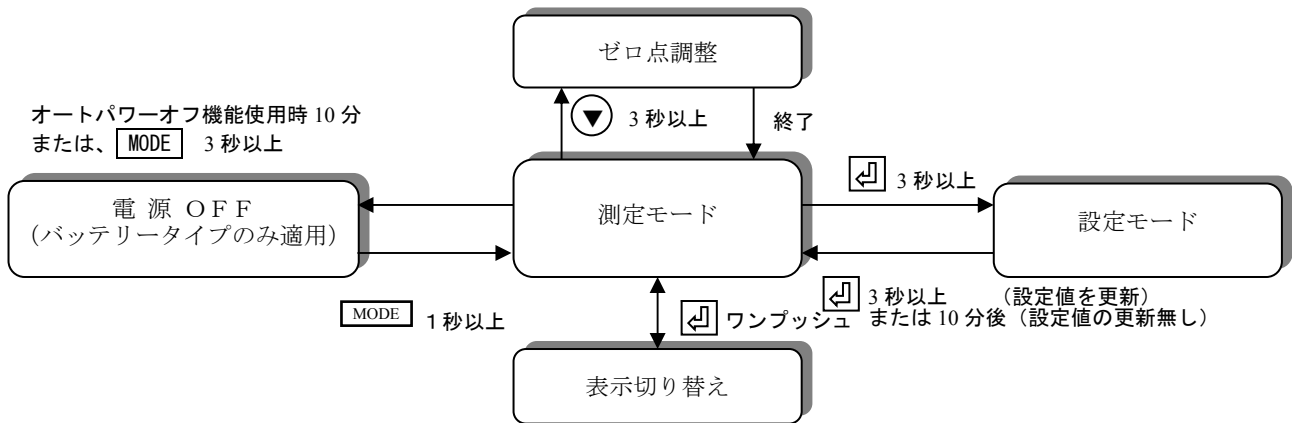 ゼロ点調整
オートパワーオフ機能使用時 10 分
または、 MODE 3 秒以上
▼ 3 秒以上
終了
電 源 ＯＦＦ
（バッテリータイプのみ適用）
測定モード
3 秒以上
設定モード
MODE 1 秒以上
ワンプッシュ
3 秒以上 （設定値を更新）
または 10 分後（設定値の更新無し）
表示切り替え